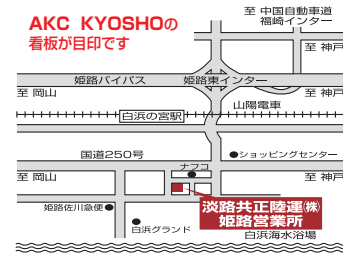 至 中国自動車道
福崎インター
AKC KYOSHOの
看板が目印です
至 神戸
姫路バイパス
姫路東インター
至 岡山
至 神戸
山陽電車
白浜の宮駅
国道250号
ショッピングセンター
ナフコ
至 岡山
至 神戸
淡路共正陸運㈱
姫路営業所
姫路佐川急便
白浜グランド
白浜海水浴場